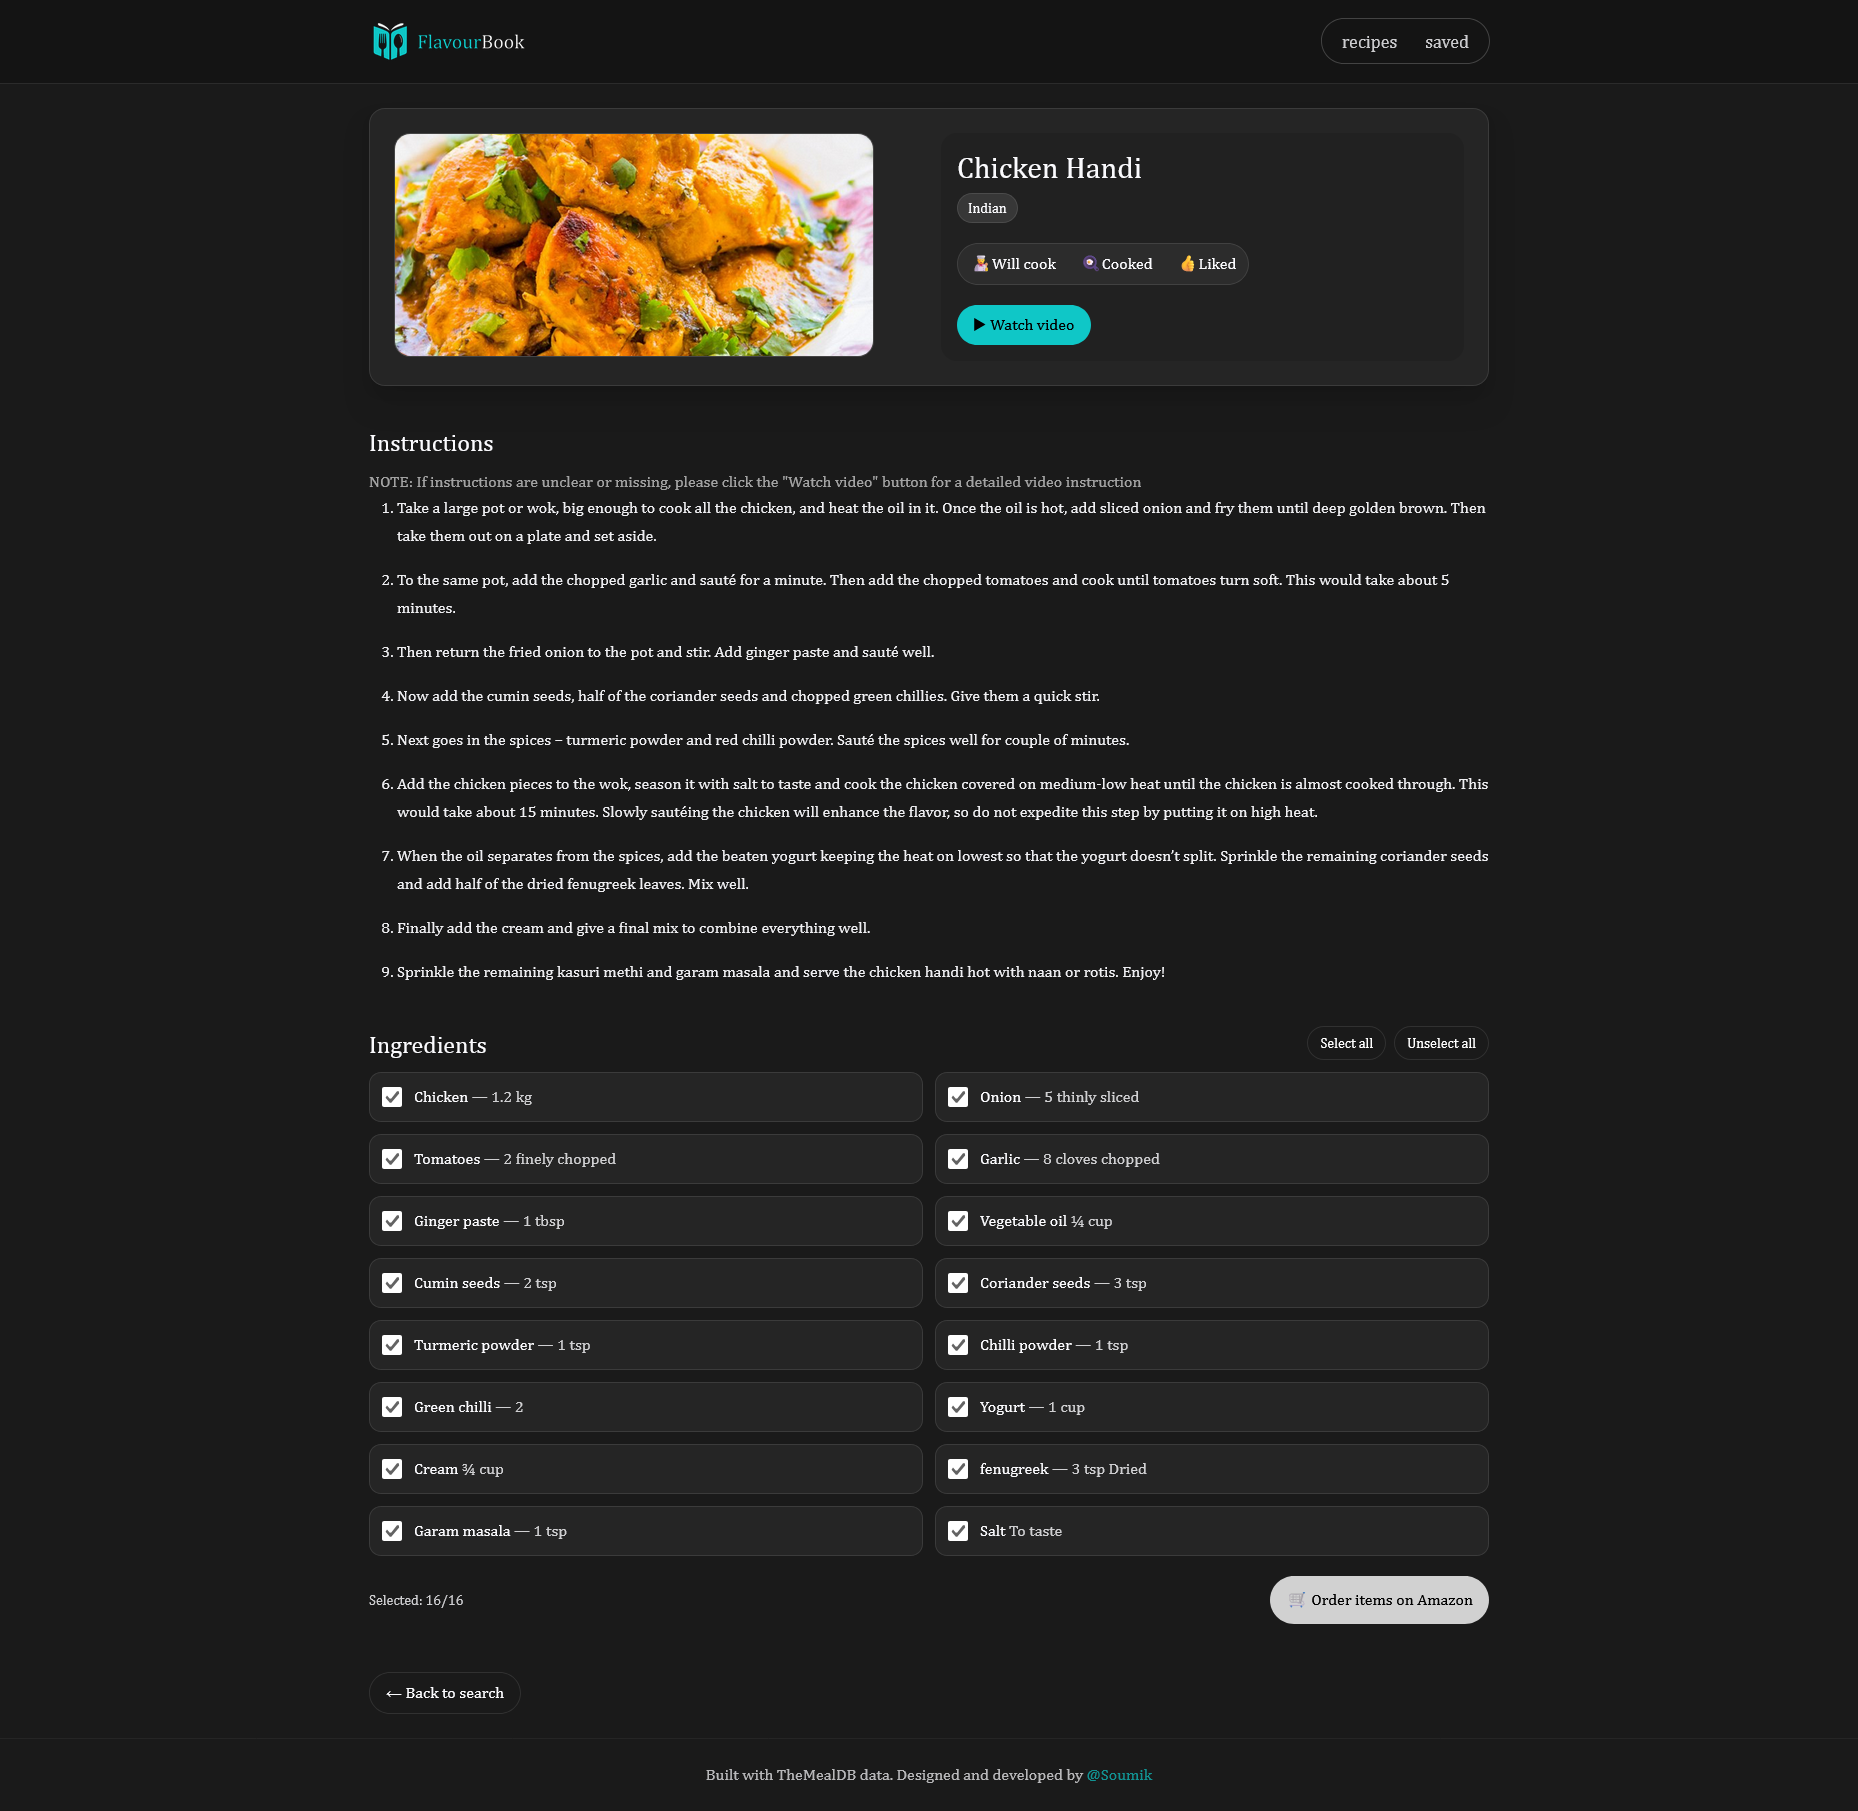 FlavourBook
recipes saved
Chicken Handi
Indian
Will cook Cooked Liked
▶ Watch video
Instructions
NOTE: If instructions are unclear or missing, please click the "Watch video" button for a detailed video instruction
1. Take a large pot or wok, big enough to cook all the chicken, and heat the oil in it. Once the oil is hot, add sliced onion and fry them until deep golden brown. Then
take them out on a plate and set aside.
2. To the same pot, add the chopped garlic and sauté for a minute. Then add the chopped tomatoes and cook until tomatoes turn soft. This would take about 5
minutes.
3. Then return the fried onion to the pot and stir. Add ginger paste and sauté well.
4. Now add the cumin seeds, half of the coriander seeds and chopped green chillies. Give them a quick stir.
5. Next goes in the spices – turmeric powder and red chilli powder. Sauté the spices well for couple of minutes.
6. Add the chicken pieces to the wok, season it with salt to taste and cook the chicken covered on medium-low heat until the chicken is almost cooked through. This
would take about 15 minutes. Slowly sautéing the chicken will enhance the flavor, so do not expedite this step by putting it on high heat.
7. When the oil separates from the spices, add the beaten yogurt keeping the heat on lowest so that the yogurt doesn’t split. Sprinkle the remaining coriander seeds
and add half of the dried fenugreek leaves. Mix well.
8. Finally add the cream and give a final mix to combine everything well.
9. Sprinkle the remaining kasuri methi and garam masala and serve the chicken handi hot with naan or rotis. Enjoy!
Ingredients
Select all Unselect all
Chicken — 1.2 kg
Onion — 5 thinly sliced
Tomatoes — 2 finely chopped
Garlic — 8 cloves chopped
Ginger paste — 1 tbsp
Vegetable oil ¼ cup
Cumin seeds — 2 tsp
Coriander seeds — 3 tsp
Turmeric powder — 1 tsp
Chilli powder — 1 tsp
Green chilli — 2
Yogurt — 1 cup
Cream ¾ cup
fenugreek — 3 tsp Dried
Garam masala — 1 tsp
Salt To taste
Selected: 16/16
🛒 Order items on Amazon
← Back to search
Built with TheMealDB data. Designed and developed by @Soumik